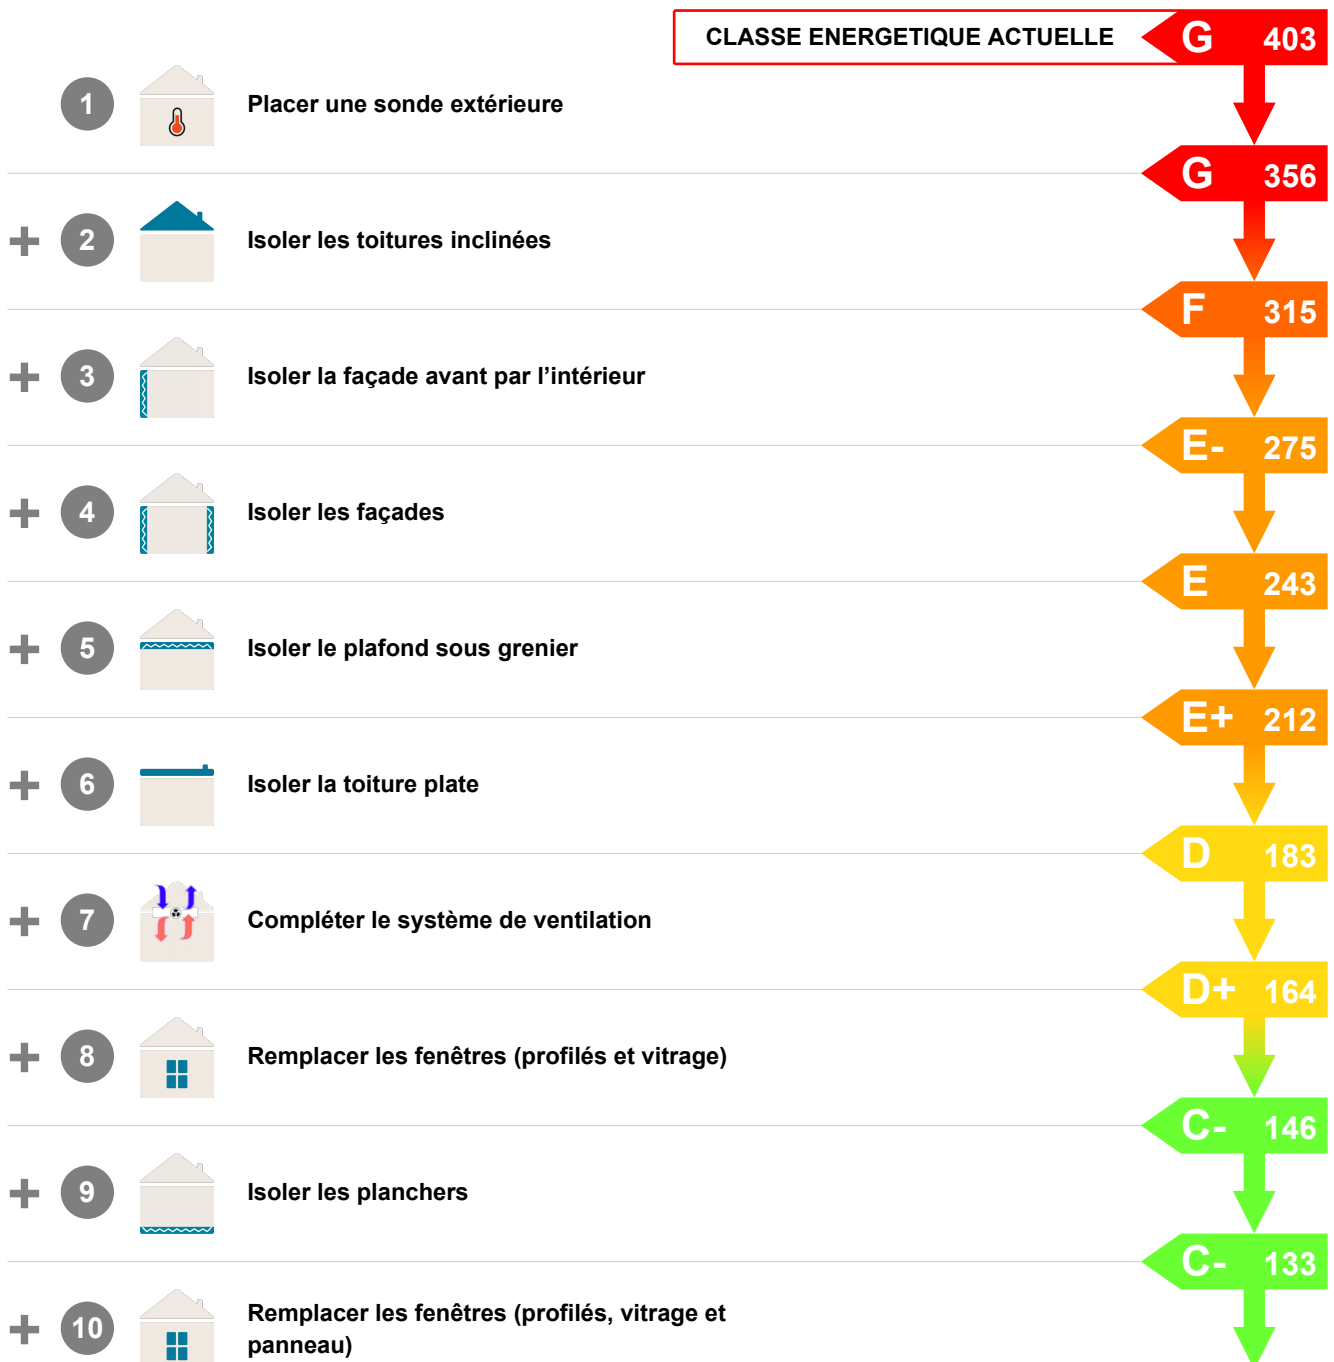 CLASSE ENERGETIQUE ACTUELLE G 403
1 Placer une sonde extérieure
G 356
+ 2 Isoler les toitures inclinées
F 315
+ 3 Isoler la façade avant par l’intérieur
E- 275
+ 4 Isoler les façades
E 243
+ 5 Isoler le plafond sous grenier
E+ 212
+ 6 Isoler la toiture plate
D 183
+ 7 Compléter le système de ventilation
D+ 164
+ 8 Remplacer les fenêtres (profilés et vitrage)
C- 146
+ 9 Isoler les planchers
C- 133
+ 10 Remplacer les fenêtres (profilés, vitrage et
panneau)